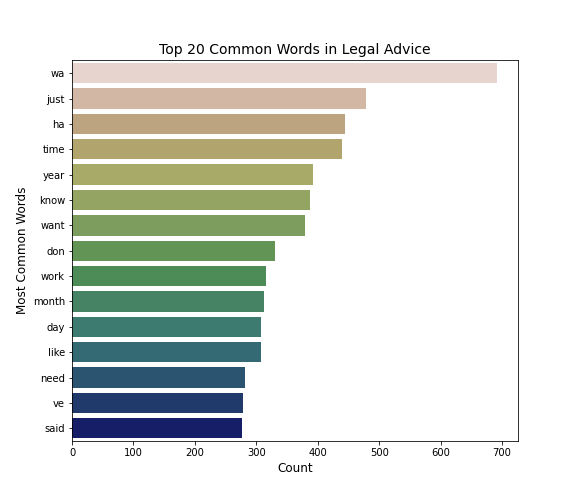 Top 20 Common Words in Legal Advice
Most Common Words
wa
just
ha
time
year
know
want
don
work
month
day
like
need
ve
said
0 100 200 300 400 500 600 700
Count